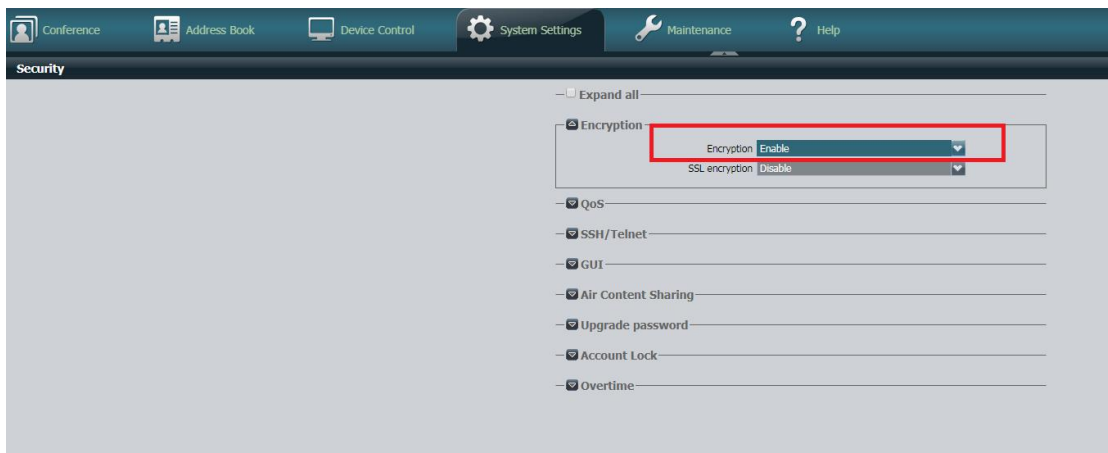 Conference Address Book Device Control System Settings Maintenance ? Help
Security
Expand all
Encryption
Encryption Enable
SSL encryption Disable
QoS
SSH/Telnet
GUI
Air Content Sharing
Upgrade password
Account Lock
Overtime